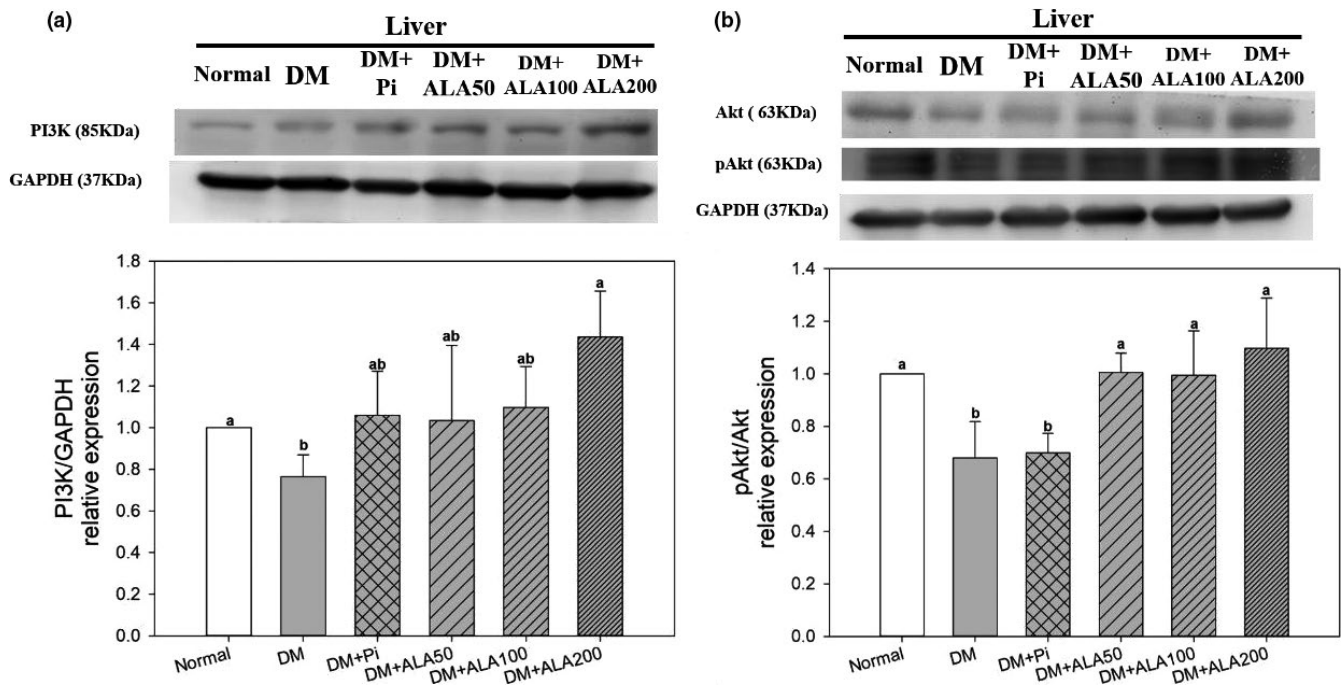 (a)
Liver
Normal DM DM+ Pi DM+ ALA50 DM+ ALA100 DM+ ALA200
PI3K (85KDa)
GAPDH (37KDa)
1.8
1.6
1.4
1.2
1.0
0.8
0.6
0.4
0.2
0.0
PI3K/GAPDH
relative expression
a
b
ab
ab
ab
a
Normal
DM
DM+Pi
DM+ALA50
DM+ALA100
DM+ALA200
(b)
Liver
Normal DM DM+ Pi DM+ ALA50 DM+ ALA100 DM+ ALA200
Akt ( 63KDa)
pAkt (63KDa)
GAPDH (37KDa)
1.4
1.2
1.0
0.8
0.6
0.4
0.2
0.0
pAkt/Akt
relative expression
a
b
b
a
a
a
Normal
DM
DM+Pi
DM+ALA50
DM+ALA100
DM+ALA200